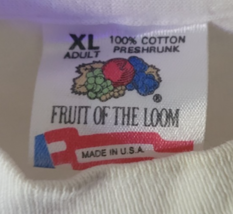 XL 100% COTTON
ADULT PRESHRUNK
®
FRUIT OF THE LOOM
MADE IN U.S.A.